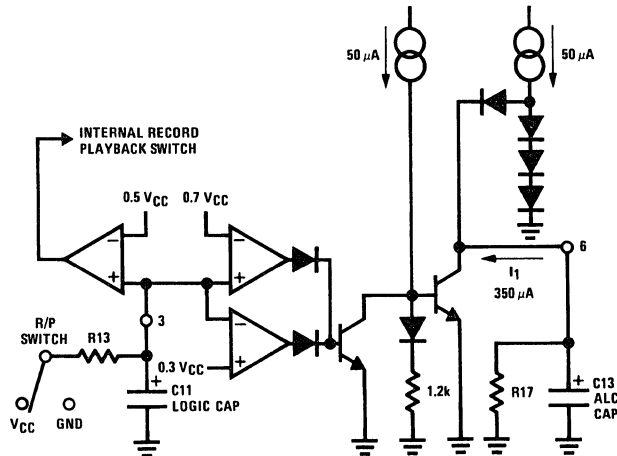 50 μA
50 μA
INTERNAL RECORD
PLAYBACK SWITCH
0.5 VCC
0.7 VCC
−
−
+
+
6
I1
350 μA
R/P
SWITCH
R13
3
−
+
0.3 VCC
+
C11
LOGIC CAP
1.2k
R17
+
C13
ALC
CAP
VCC
GND